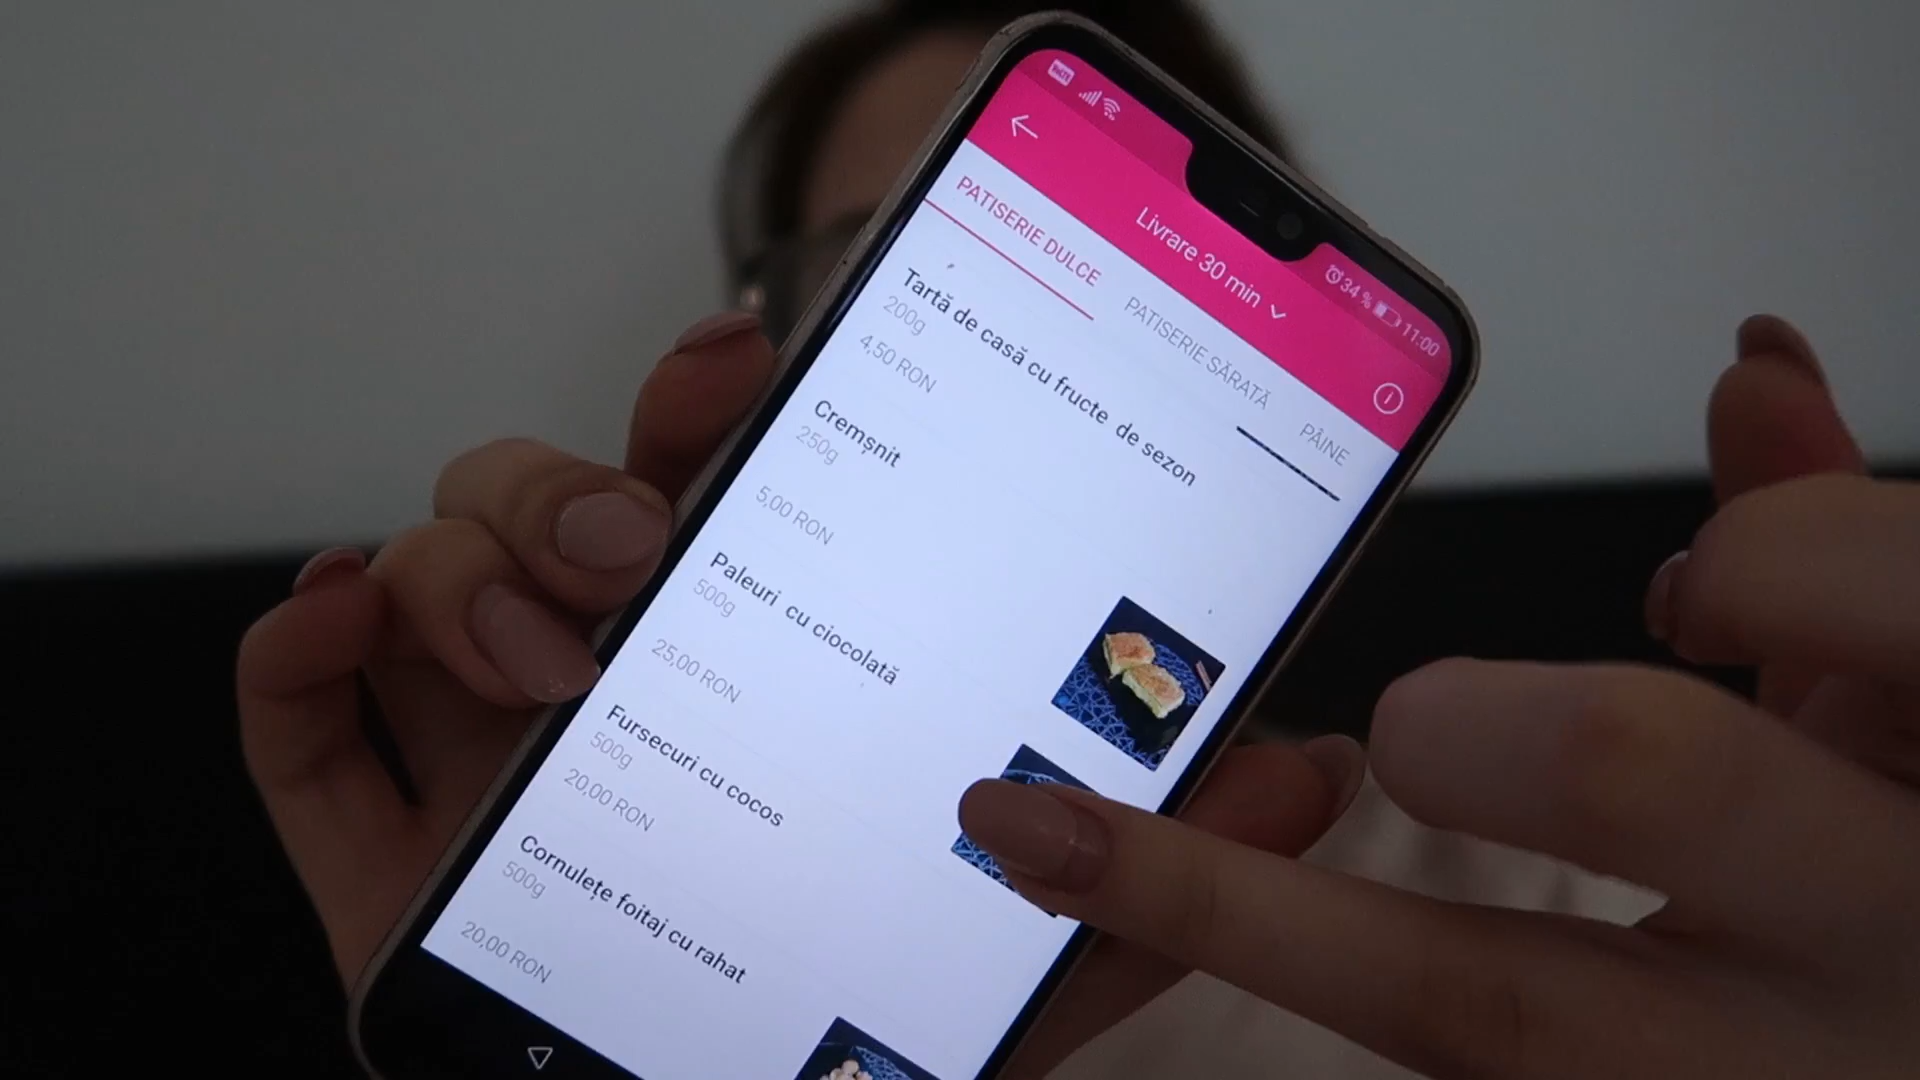 34 % 11:00
Livrare 30 min
PATISERIE DULCE PATISERIE SĂRATĂ PÂINE
Tartă de casă cu fructe de sezon
200g
4,50 RON
Cremșnit
250g
5,00 RON
Paleuri cu ciocolată
500g
25,00 RON
Fursecuri cu cocos
500g
20,00 RON
Cornulețe foitaj cu rahat
500g
20,00 RON